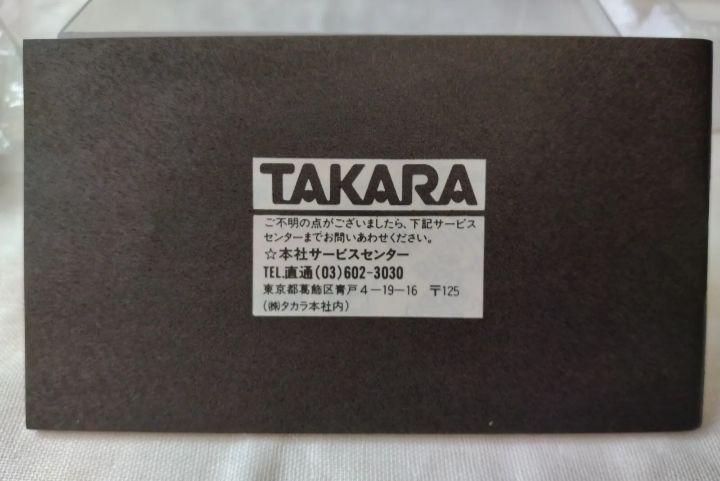 TAKARA
ご不明の点がございましたら、下記サービス
センターまでお問いあわせください。
☆本社サービスセンター
TEL.直通(03)602-3030
東京都葛飾区青戸4-19-16 〒125
(㈱タカラ本社内)